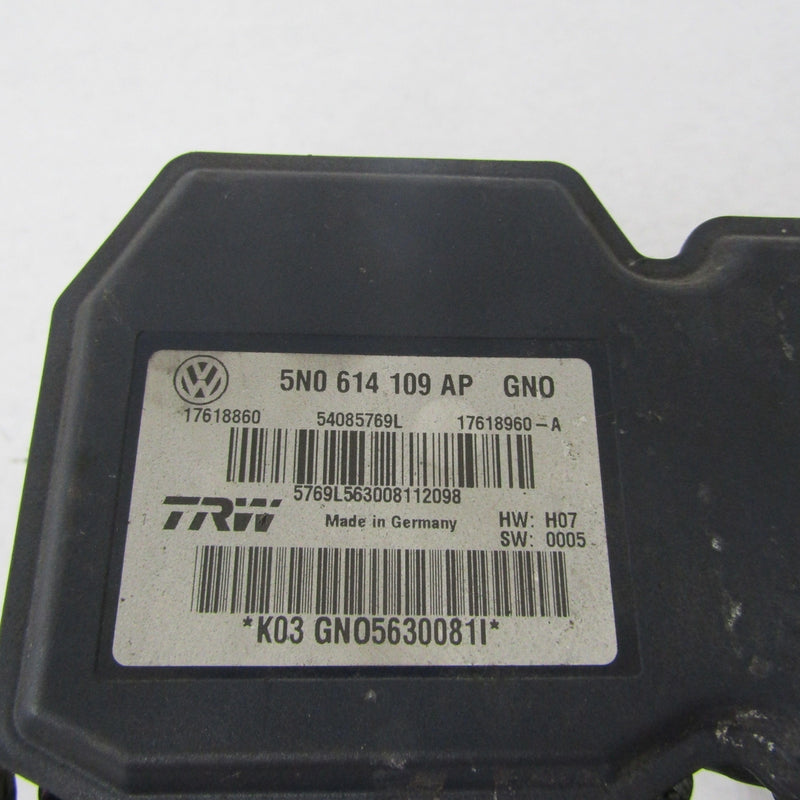 5N0 614 109 AP GNO
17618860 54085769L 17618960-A
5769L563008112098
TRW Made in Germany HW: H07
SW: 0005
*K03 GNO5630081I*